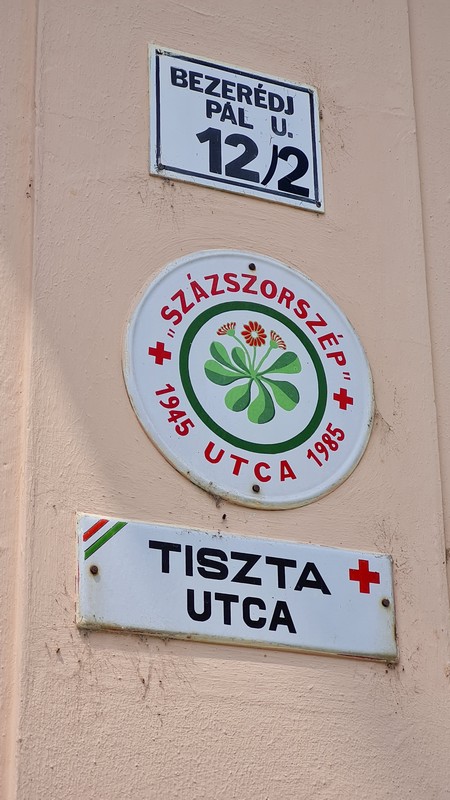 BEZERÉDJ
PÁL U.
12/2
"SZÁZSZORSZÉP"
1945 UTCA 1985
TISZTA
UTCA